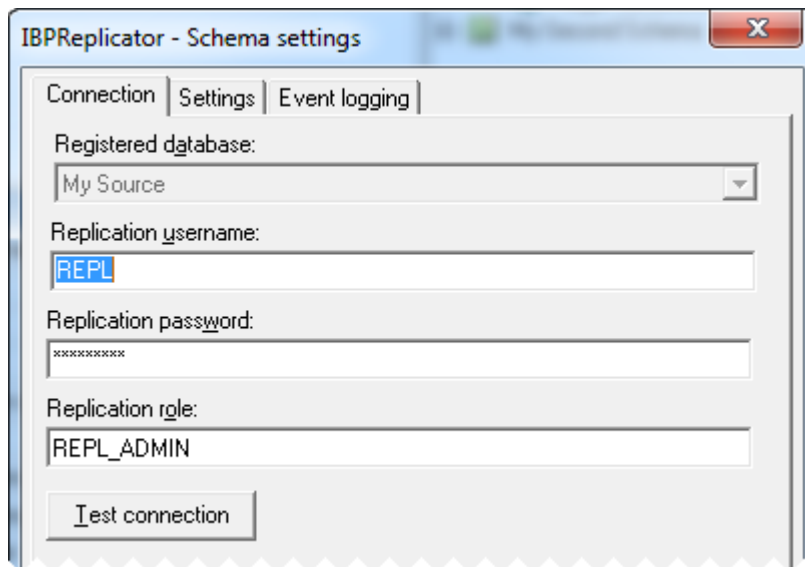 IBPReplicator - Schema settings
Connection
Settings
Event logging
Registered database:
My Source
Replication username:
REPL
Replication password:
*********
Replication role:
REPL_ADMIN
Test connection